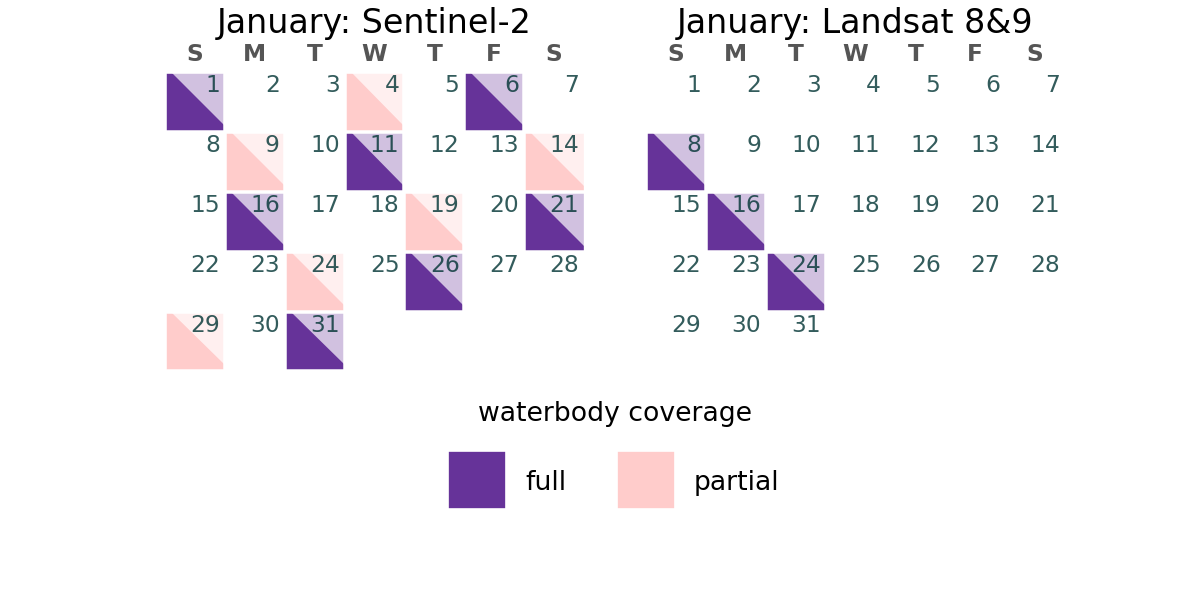 January: Sentinel-2
S M T W T F S
1 2 3 4 5 6 7
8 9 10 11 12 13 14
15 16 17 18 19 20 21
22 23 24 25 26 27 28
29 30 31
January: Landsat 8&9
S M T W T F S
1 2 3 4 5 6 7
8 9 10 11 12 13 14
15 16 17 18 19 20 21
22 23 24 25 26 27 28
29 30 31
waterbody coverage
full
partial